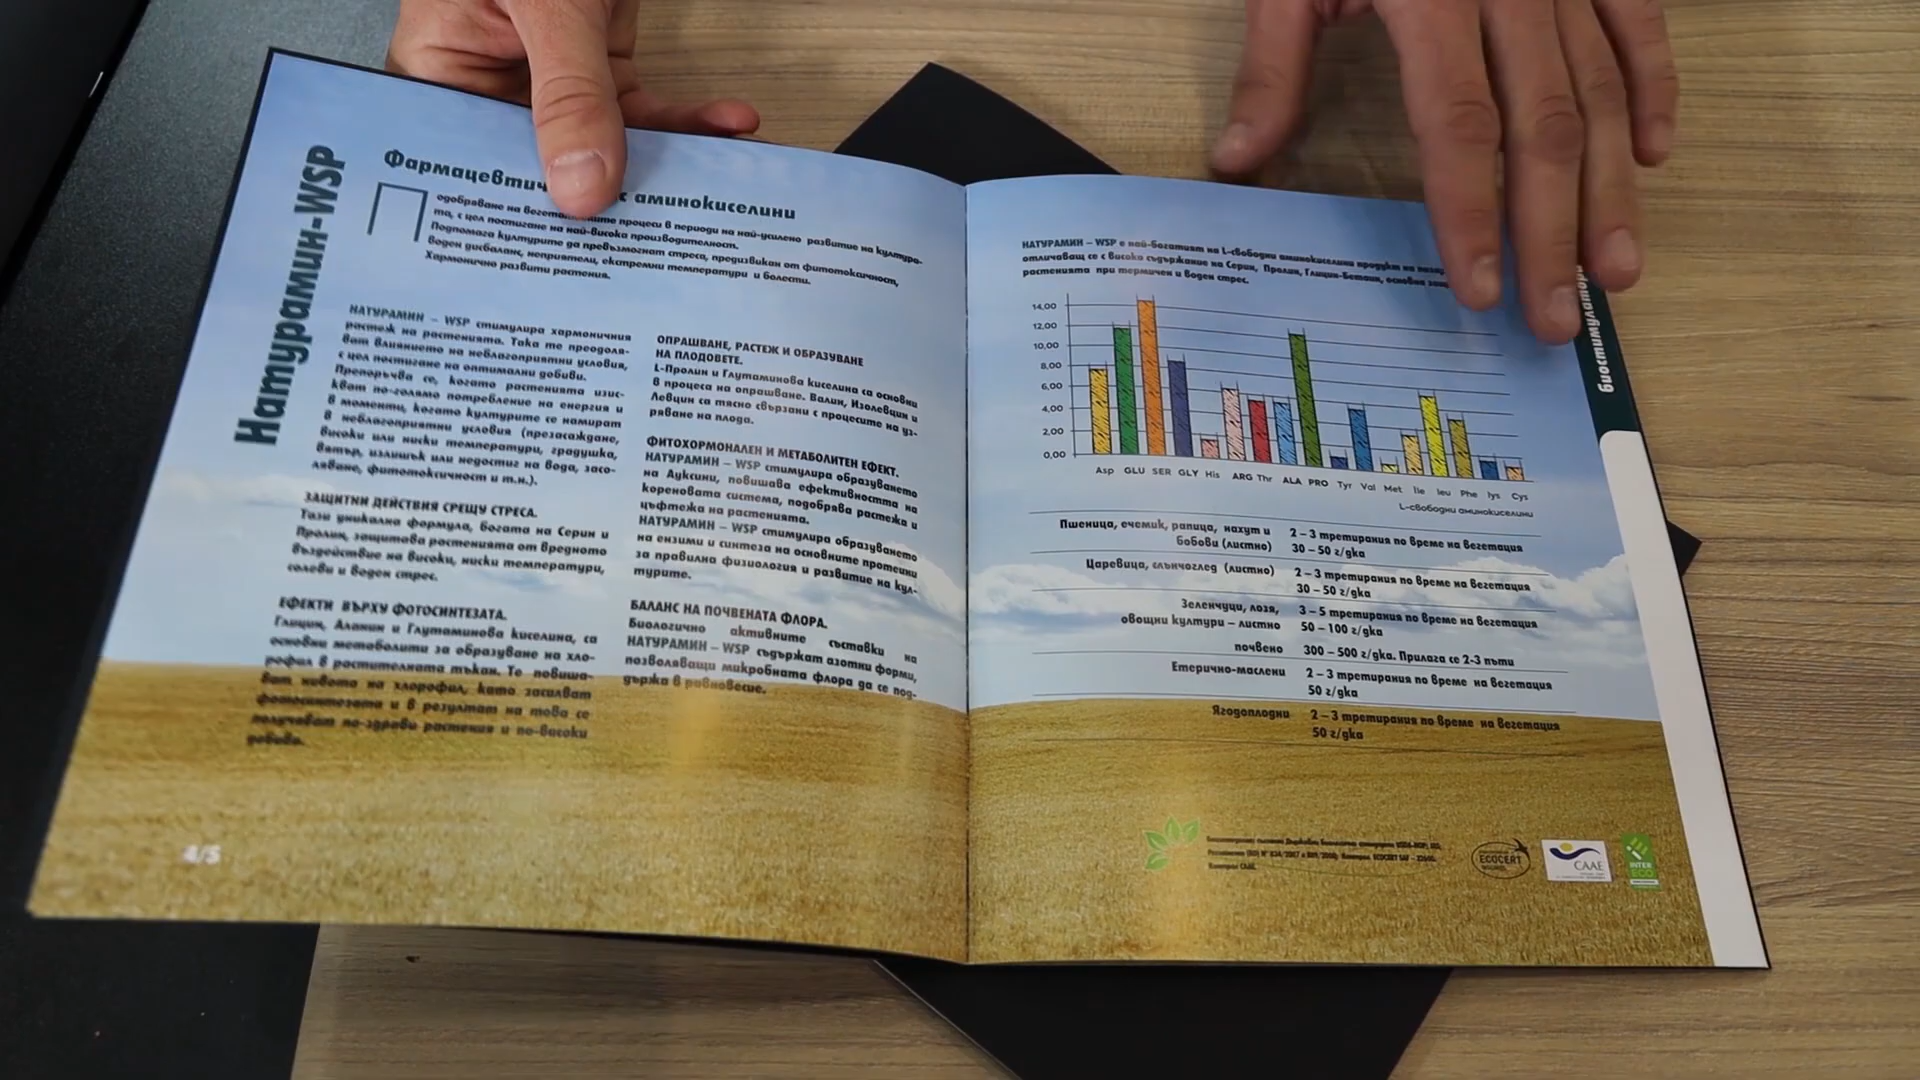 Натурамин-WSP
Фармацевтич с аминокиселини
Подобряване на вегетативните процеси в периоди на най-усилено развитие на култура-
та, с цел постигане на най-висока производителност.
Подпомага културите да превъзмогнат стреса, предизвикан от фитотоксичност,
воден дисбаланс, неприятели, екстремни температури и болести.
Хармонично развити растения.
НАТУРАМИН – WSP стимулира хармоничния
растеж на растенията. Така те преодоля-
ват влиянието на неблагоприятни условия,
с цел постигане на оптимални добиви.
Препоръчва се, когато растенията изис-
кват по-голямо потребление на енергия и
в моменти, когато културите се намират
в неблагоприятни условия (презасаждане,
високи или ниски температури, градушка,
вятър, излишък или недостиг на вода, засо-
ляване, фитотоксичност и т.н.).
ЗАЩИТНИ ДЕЙСТВИЯ СРЕЩУ СТРЕСА.
Тази уникална формула, богата на Серин и
Пролин, защитава растенията от вредното
въздействие на високи, ниски температури,
солеви и воден стрес.
ЕФЕКТИ ВЪРХУ ФОТОСИНТЕЗАТА.
Глицин, Аланин и Глутаминова киселина, са
основни метаболити за образуване на хло-
рофил в растителната тъкан. Те повиша-
ват нивото на хлорофил, като засилват
фотосинтезата и в резултат на това се
получават по-здрави растения и по-високи
добиви.
ОПРАШВАНЕ, РАСТЕЖ И ОБРАЗУВАНЕ
НА ПЛОДОВЕТЕ.
L-Пролин и Глутаминова киселина са основни
в процеса на опрашване. Валин, Изолевцин и
Левцин са тясно свързани с процесите на уз-
ряване на плода.
ФИТОХОРМОНАЛЕН И МЕТАБОЛИТЕН ЕФЕКТ.
НАТУРАМИН – WSP стимулира образуването
на Ауксини, повишава ефективността на
кореновата система, подобрява растежа и
цъфтежа на растенията.
НАТУРАМИН – WSP стимулира образуването
на ензими и синтеза на основните протеини
за правилна физиология и развитие на кул-
турите.
БАЛАНС НА ПОЧВЕНАТА ФЛОРА.
Биологично активните съставки на
НАТУРАМИН – WSP съдържат азотни форми,
позволяващи микробната флора да се под-
държа в равновесие.
4/5
НАТУРАМИН – WSP е най-богатият на L-свободни аминокиселини продукт на
отличаващ се с високо съдържание на Серин, Пролин, Глицин-Бетаин, основна
растенията при термичен и воден стрес.
14,00
12,00
10,00
8,00
6,00
4,00
2,00
0,00
Asp GLU SER GLY His ARG Thr ALA PRO Tyr Val Met Ile leu Phe lys Cys
L-свободни аминокиселини
Пшеница, ечемик, рапица, нахут и
бобови (листно)
2 – 3 третирания по време на вегетация
30 – 50 г/дка
Царевица, слънчоглед (листно)
2 – 3 третирания по време на вегетация
30 – 50 г/дка
Зеленчуци, лозя,
овощни култури – листно
3 – 5 третирания по време на вегетация
50 – 100 г/дка
почвено
300 – 500 г/дка. Прилага се 2-3 пъти
Етерично-маслени
2 – 3 третирания по време на вегетация
50 г/дка
Ягодоплодни
2 – 3 третирания по време на вегетация
50 г/дка
ECOCERT
CAAE
INTER
ECO
биостимулатори